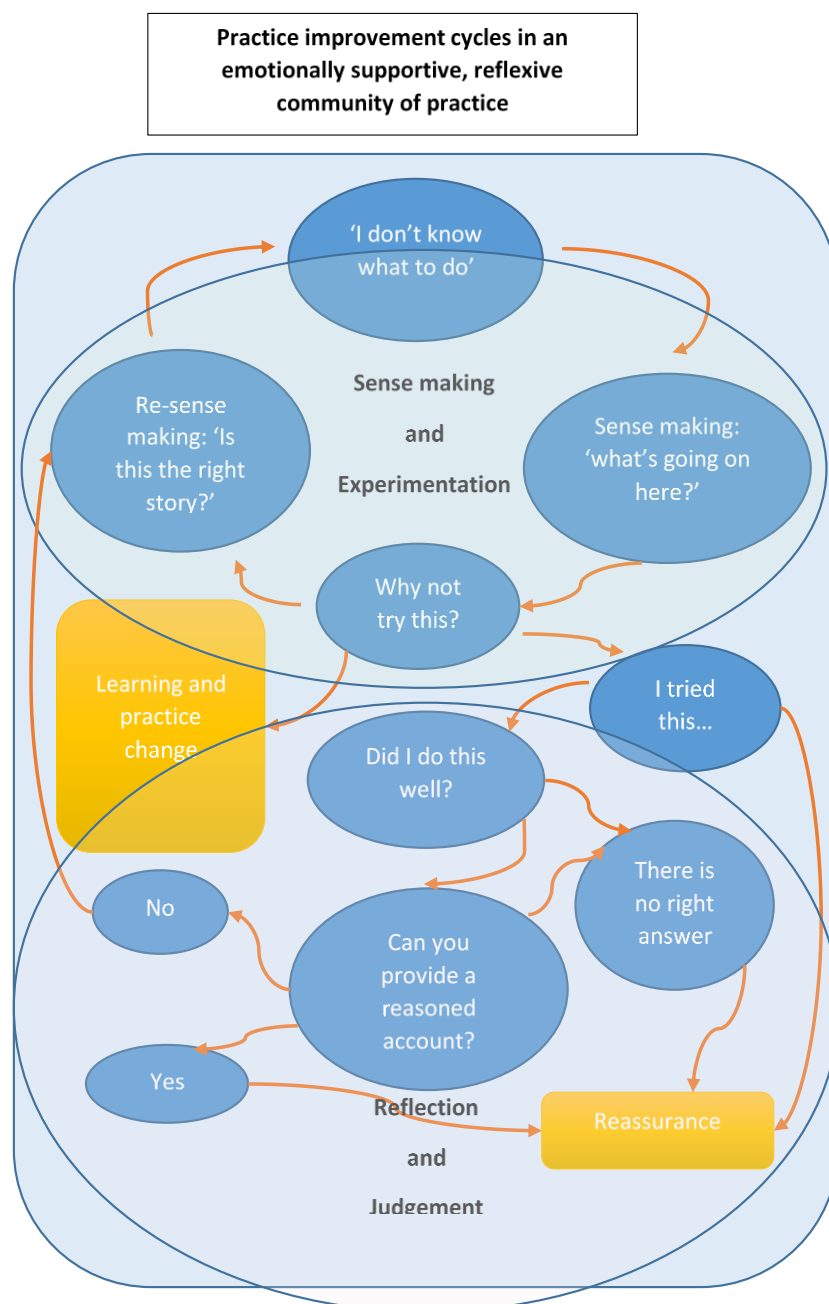 Practice improvement cycles in an
emotionally supportive, reflexive
community of practice
‘I don’t know
what to do’
Sense making
and
Experimentation
Re-sense
making: ‘Is
this the right
story?’
Sense making:
‘what’s going on
here?’
Why not
try this?
Learning and
practice
change
I tried
this…
Did I do this
well?
There is
no right
answer
No
Can you
provide a
reasoned
account?
Yes
Reflection
and
Judgement
Reassurance